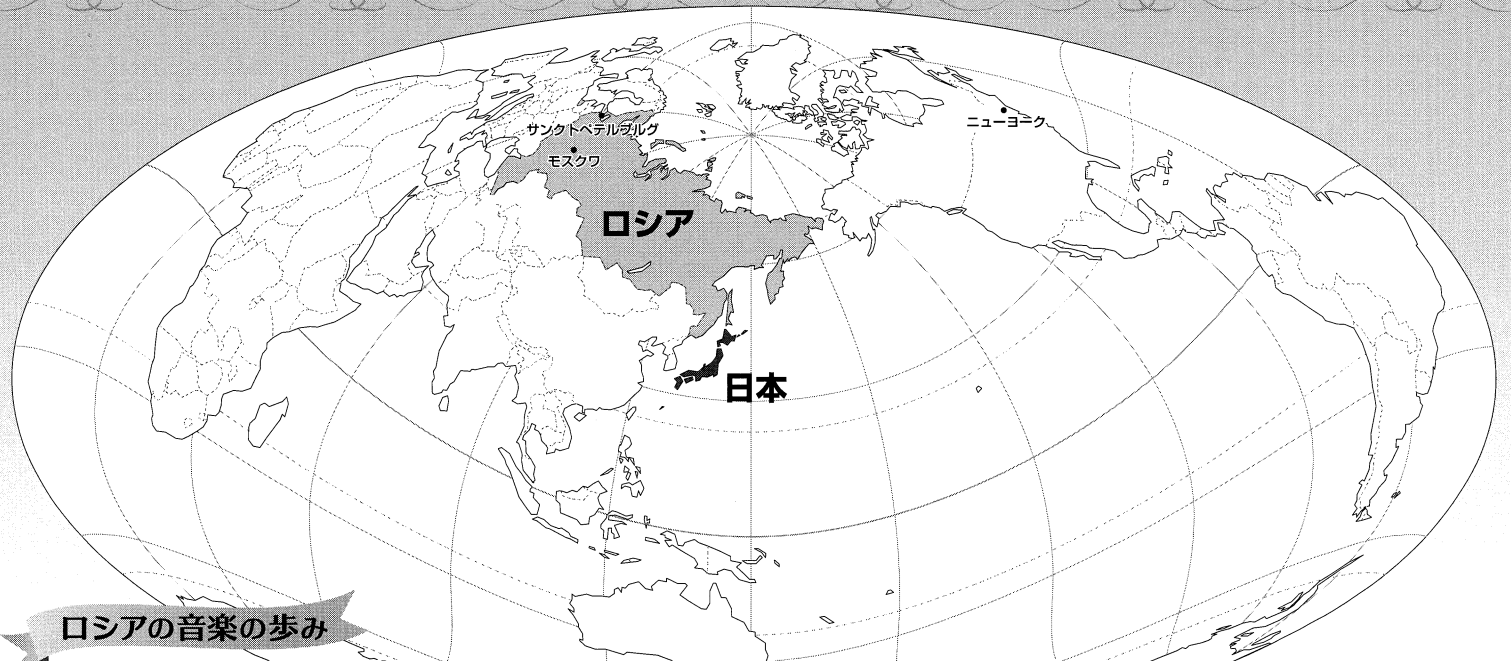 サンクトペテルブルグ
モスクワ
ニューヨーク
ロシア
日本
ロシアの音楽の歩み